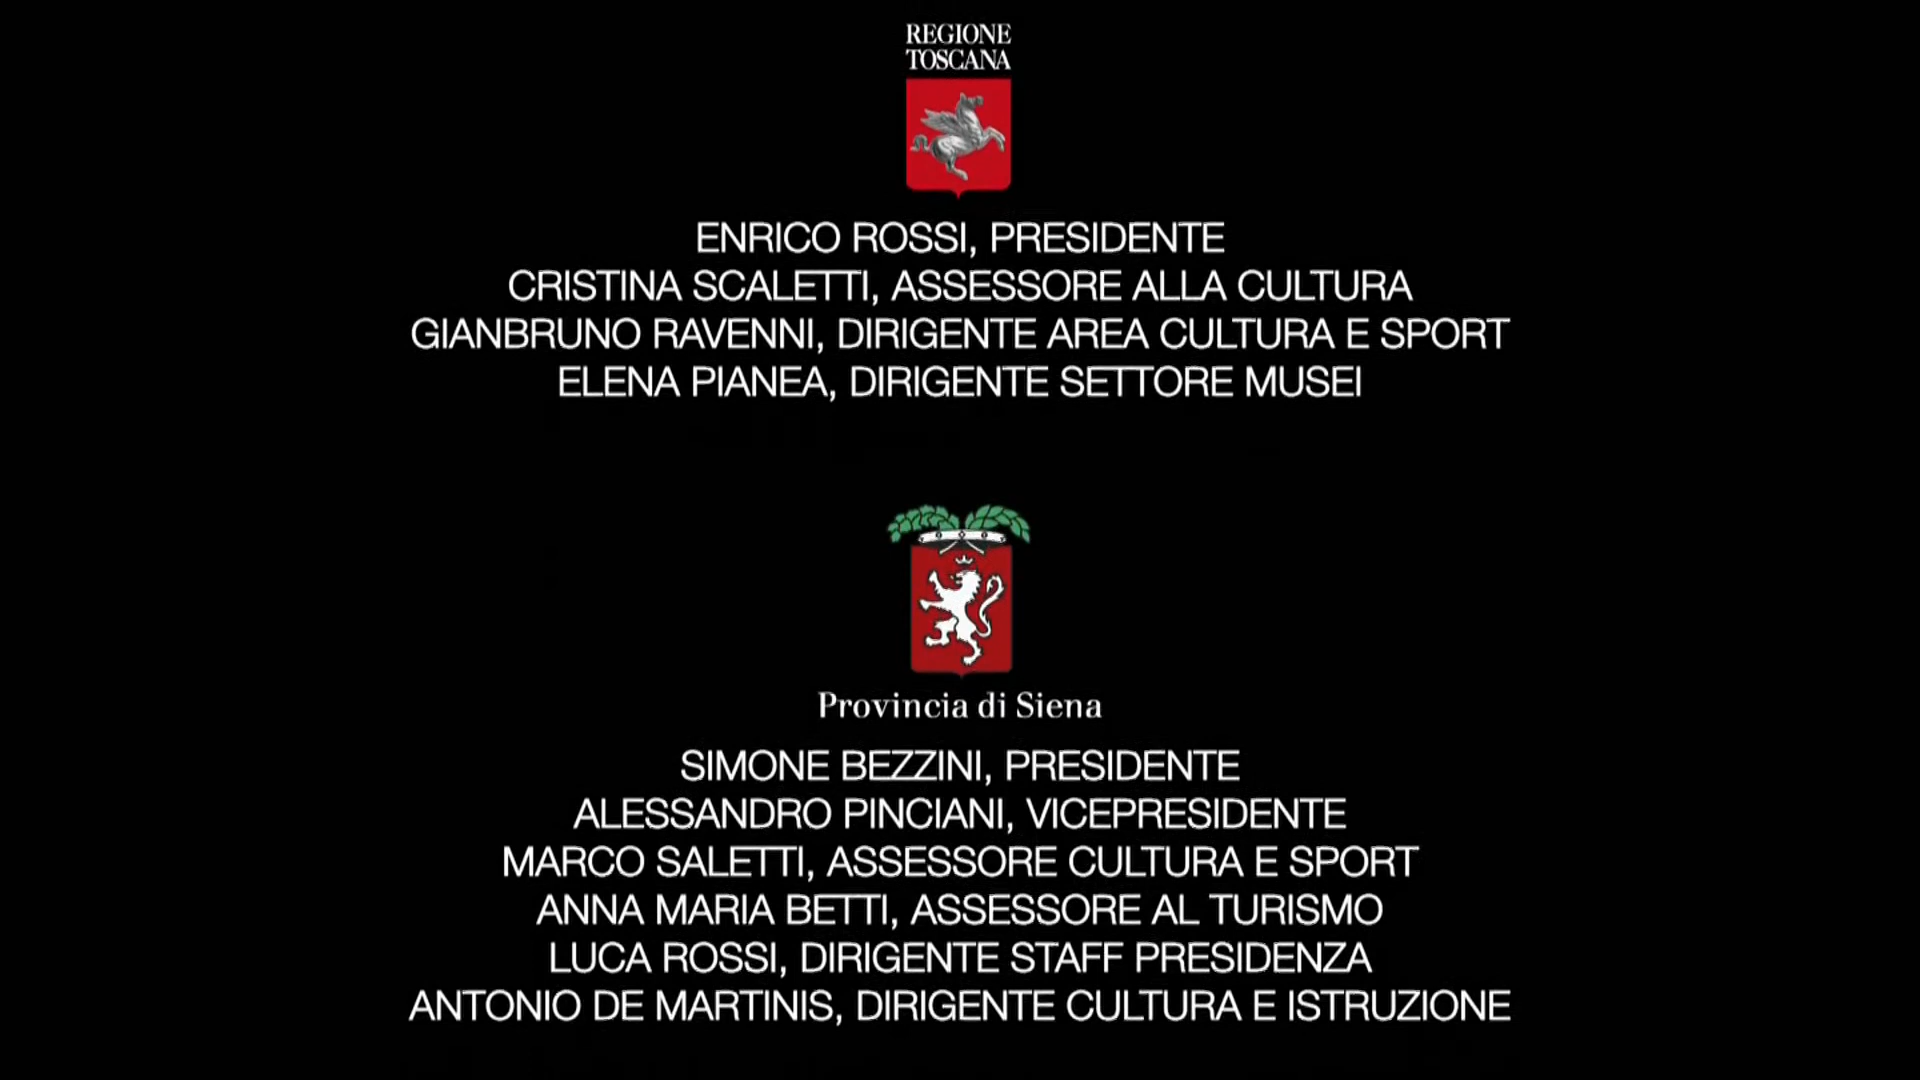 REGIONE
TOSCANA
ENRICO ROSSI, PRESIDENTE
CRISTINA SCALETTI, ASSESSORE ALLA CULTURA
GIANBRUNO RAVENNI, DIRIGENTE AREA CULTURA E SPORT
ELENA PIANEA, DIRIGENTE SETTORE MUSEI
Provincia di Siena
SIMONE BEZZINI, PRESIDENTE
ALESSANDRO PINCIANI, VICEPRESIDENTE
MARCO SALETTI, ASSESSORE CULTURA E SPORT
ANNA MARIA BETTI, ASSESSORE AL TURISMO
LUCA ROSSI, DIRIGENTE STAFF PRESIDENZA
ANTONIO DE MARTINIS, DIRIGENTE CULTURA E ISTRUZIONE